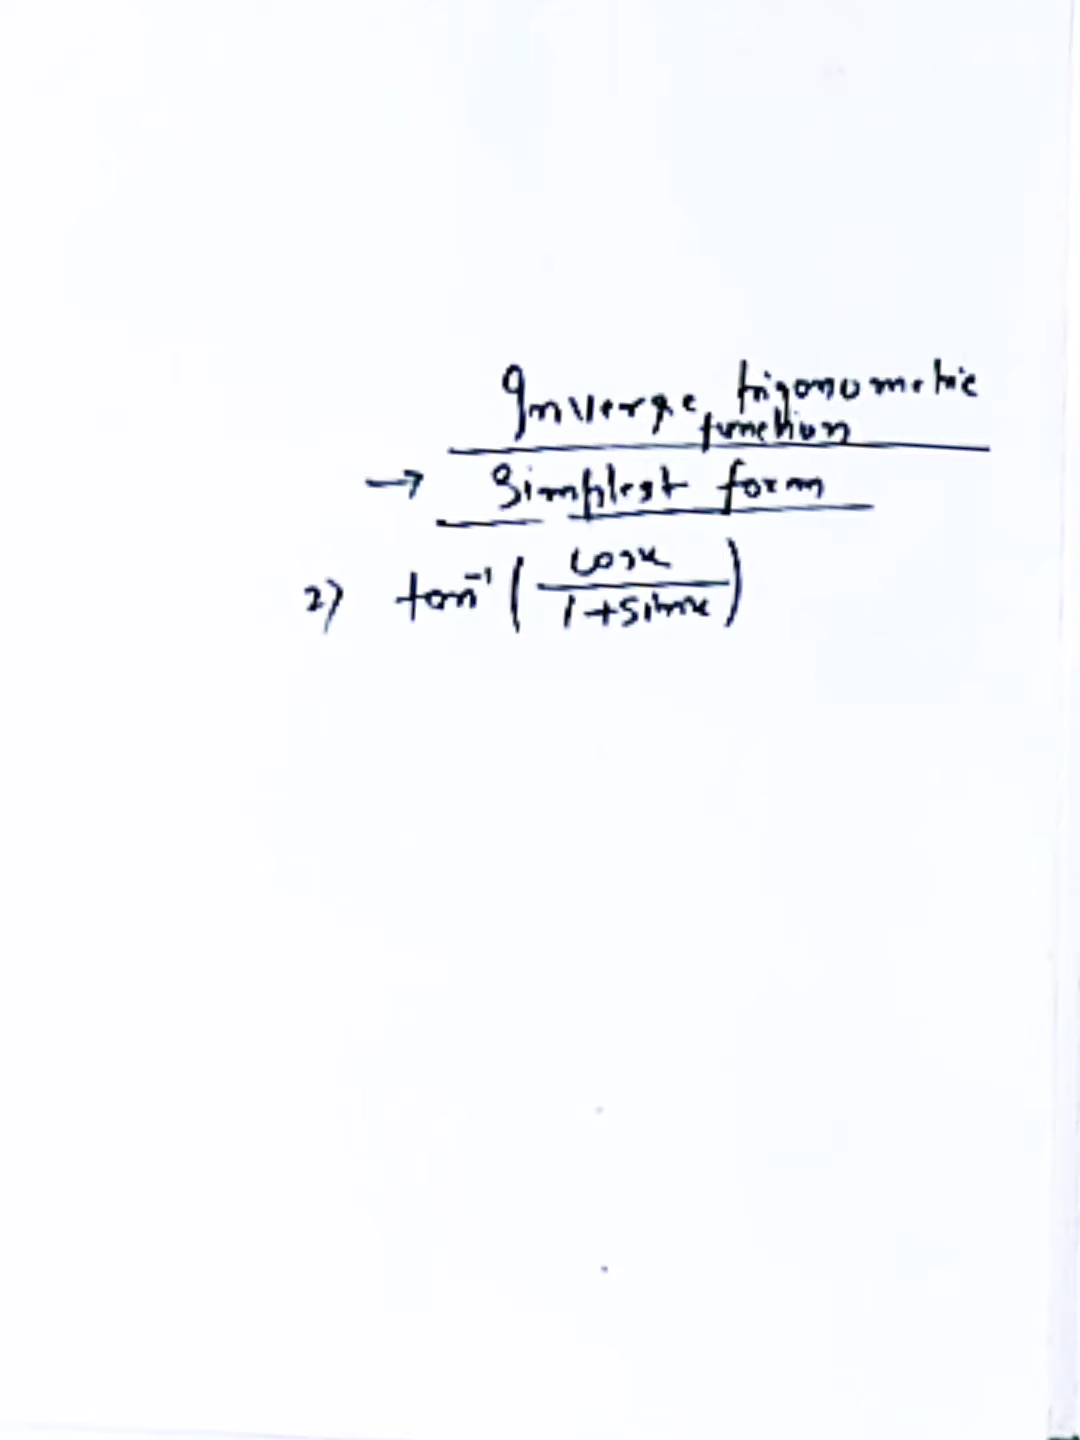 Inverse trigonometric
function
→ Simplest form
2) tan⁻¹ (cosx / 1+sinx)